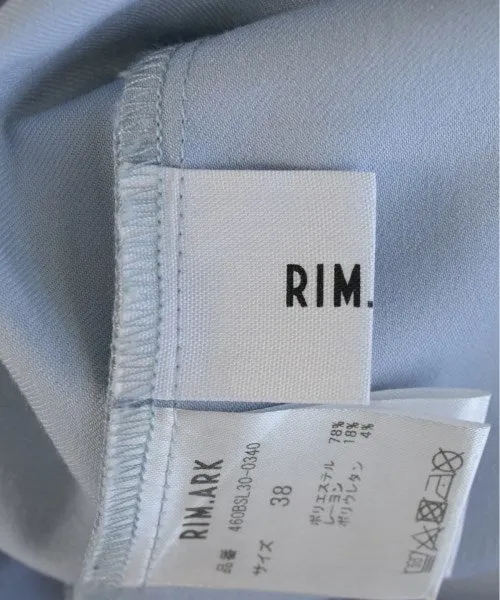 RIM.
RIM.ARK
品番 460BSL30-0340
サイズ 38
ポリエステル 78%
レーヨン 18%
ポリウレタン 4%